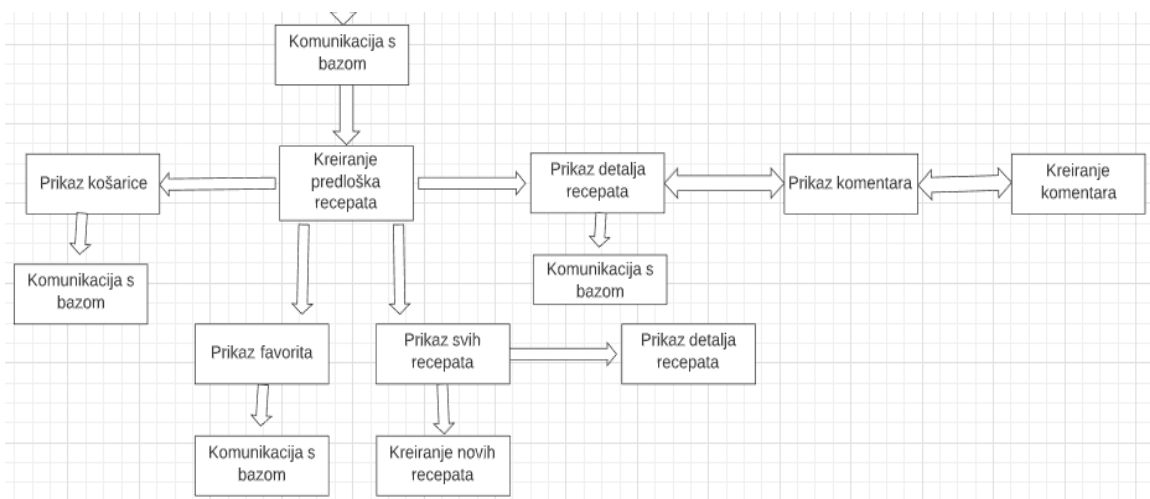 Komunikacija s
bazom
Prikaz košarice
Kreiranje
predloška
recepata
Prikaz detalja
recepata
Prikaz komentara
Kreiranje
komentara
Komunikacija s
bazom
Komunikacija s
bazom
Prikaz favorita
Prikaz svih
recepata
Prikaz detalja
recepata
Komunikacija s
bazom
Kreiranje novih
recepata